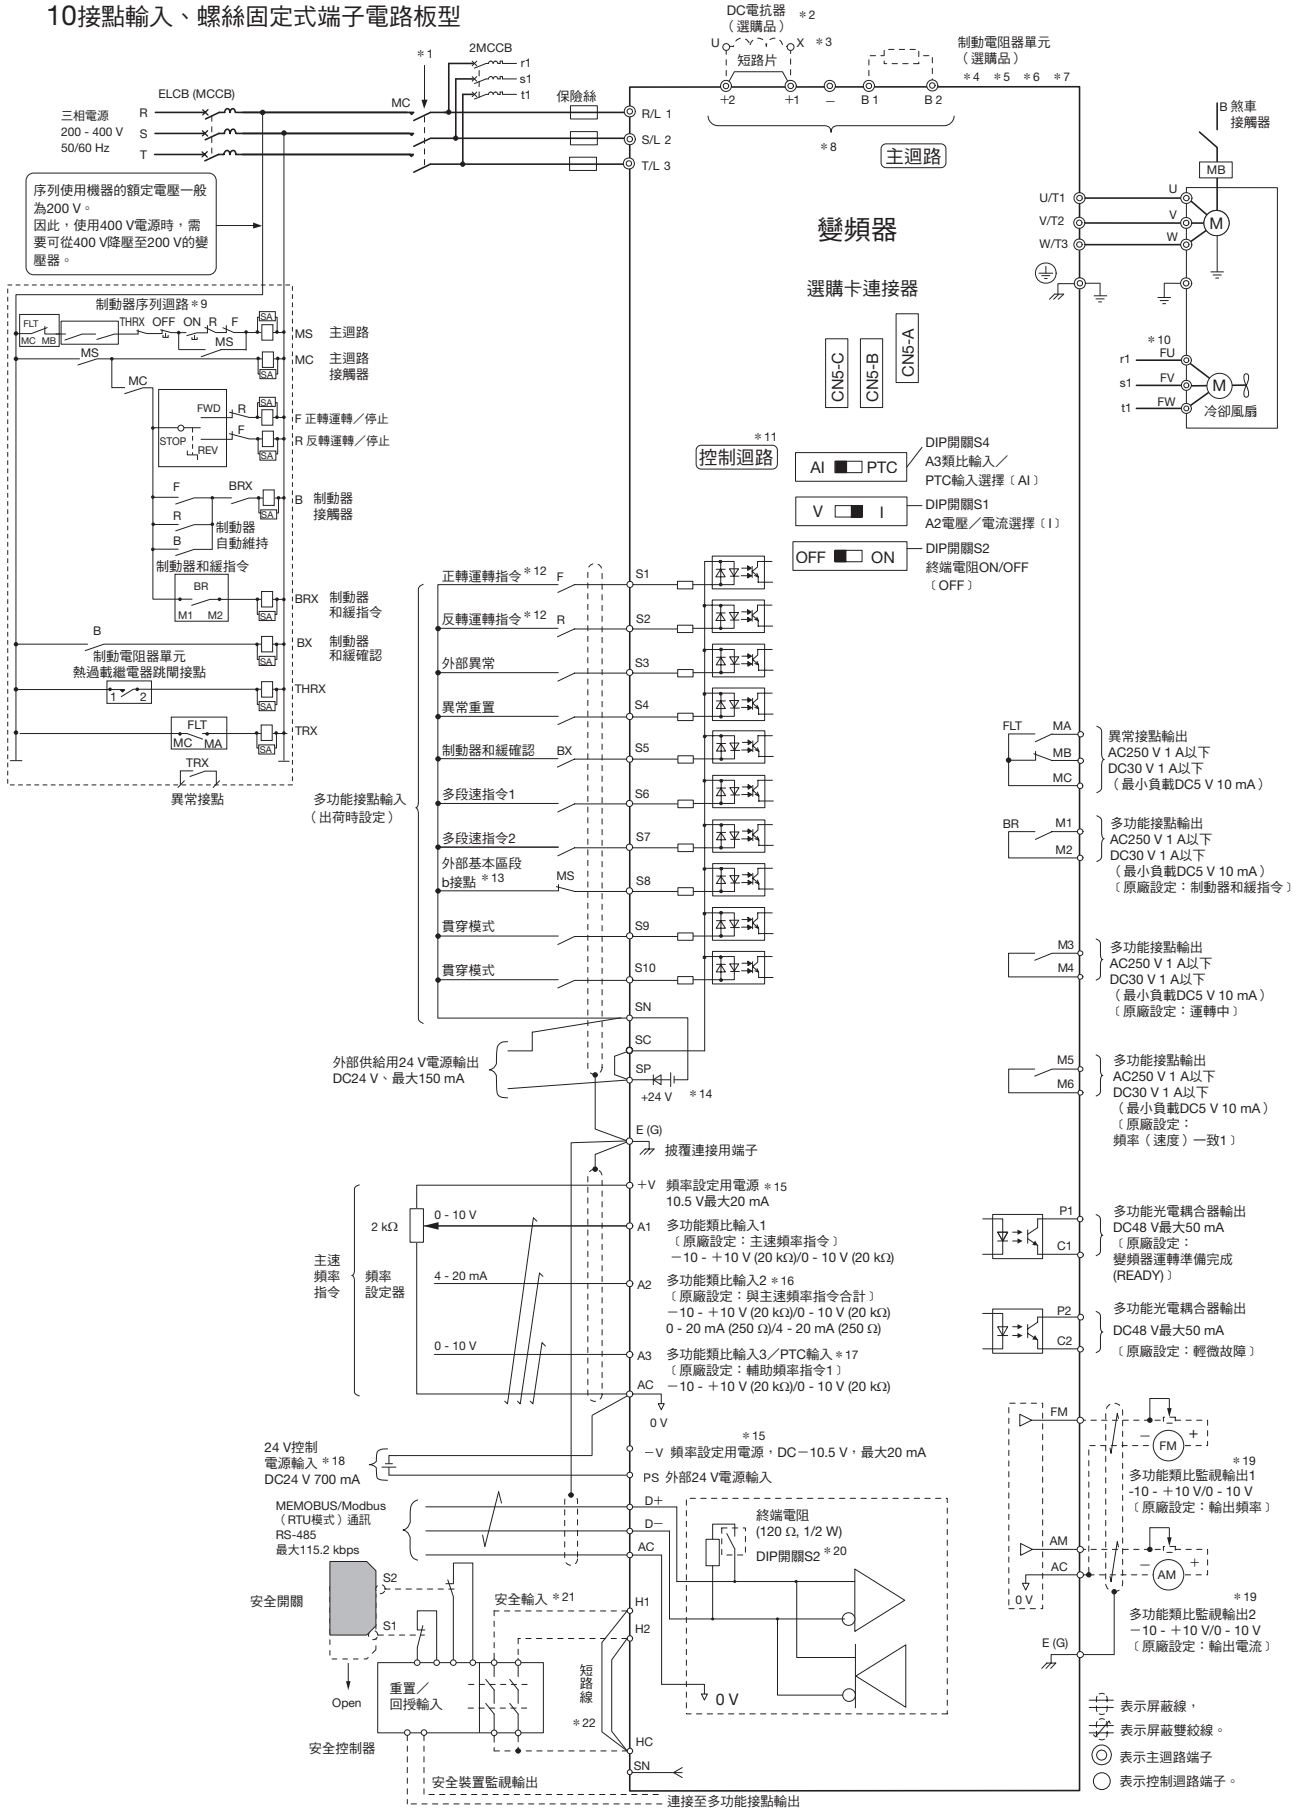 10接點輸入、螺絲固定式端子電路板型
DC電抗器 *2
（選購品）
U X *3
短路片
+2 +1 − B 1 B 2
*8
制動電阻器單元
（選購品）
*4 *5 *6 *7
主迴路
*1
2MCCB
r1
s1
t1
ELCB (MCCB)
MC
保險絲
三相電源
200 - 400 V
50/60 Hz
R
S
T
R/L 1
S/L 2
T/L 3
序列使用機器的額定電壓一般
為200 V。
因此，使用400 V電源時，需
要可從400 V降壓至200 V的變
壓器。
變頻器
選購卡連接器
CN5-C
CN5-B
CN5-A
B 煞車
接觸器
MB
U/T1
V/T2
W/T3
U
V
W
M
*10
r1 FU
s1 FV
t1 FW
M
冷卻風扇
制動器序列迴路*9
FLT
MC MB
THRX OFF ON R F
MS
SA
MS 主迴路
MS
SA
MC 主迴路
接觸器
MC
FWD
STOP
REV
R
SA
F 正轉運轉／停止
F
SA
R 反轉運轉／停止
F
BRX
R
B
SA
B 制動器
接觸器
制動器
自動維持
制動器和緩指令
BR
M1 M2
SA
BRX 制動器
和緩指令
B
SA
BX 制動器
和緩確認
制動電阻器單元
熱過載繼電器跳閘接點
1 2
SA
THRX
FLT
MC MA
SA
TRX
TRX
異常接點
*11
控制迴路
AI PTC
DIP開關S4
A3類比輸入／
PTC輸入選擇〔AI〕
V I
DIP開關S1
A2電壓／電流選擇〔I〕
OFF ON
DIP開關S2
終端電阻ON/OFF
〔OFF〕
正轉運轉指令*12 F S1
反轉運轉指令*12 R S2
外部異常 S3
異常重置 S4
制動器和緩確認 BX S5
多功能接點輸入
（出荷時設定）
多段速指令1 S6
多段速指令2 S7
外部基本區段
b接點 *13 MS S8
貫穿模式 S9
貫穿模式 S10
SN
SC
SP
+24 V *14
外部供給用24 V電源輸出
DC24 V、最大150 mA
E (G)
披覆連接用端子
FLT
MA
MB
MC
異常接點輸出
AC250 V 1 A以下
DC30 V 1 A以下
（最小負載DC5 V 10 mA）
BR
M1
M2
多功能接點輸出
AC250 V 1 A以下
DC30 V 1 A以下
（最小負載DC5 V 10 mA）
〔原廠設定：制動器和緩指令〕
M3
M4
多功能接點輸出
AC250 V 1 A以下
DC30 V 1 A以下
（最小負載DC5 V 10 mA）
〔原廠設定：運轉中〕
M5
M6
多功能接點輸出
AC250 V 1 A以下
DC30 V 1 A以下
（最小負載DC5 V 10 mA）
〔原廠設定：
頻率（速度）一致1〕
P1
C1
多功能光電耦合器輸出
DC48 V最大50 mA
〔原廠設定：
變頻器運轉準備完成
(READY)〕
P2
C2
多功能光電耦合器輸出
DC48 V最大50 mA
〔原廠設定：輕微故障〕
主速
頻率
指令
頻率
設定器
2 kΩ
0 - 10 V
4 - 20 mA
0 - 10 V
+V 頻率設定用電源 *15
10.5 V最大20 mA
A1 多功能類比輸入1
〔原廠設定：主速頻率指令〕
−10 - +10 V (20 kΩ)/0 - 10 V (20 kΩ)
A2 多功能類比輸入2 *16
〔原廠設定：與主速頻率指令合計〕
−10 - +10 V (20 kΩ)/0 - 10 V (20 kΩ)
0 - 20 mA (250 Ω)/4 - 20 mA (250 Ω)
A3 多功能類比輸入3／PTC輸入*17
〔原廠設定：輔助頻率指令1〕
−10 - +10 V (20 kΩ)/0 - 10 V (20 kΩ)
AC
0 V
*15
−V 頻率設定用電源，DC−10.5 V，最大20 mA
PS 外部24 V電源輸入
24 V控制
電源輸入 *18
DC24 V 700 mA
MEMOBUS/Modbus
（RTU模式）通訊
RS-485
最大115.2 kbps
D+
D−
AC
終端電阻
(120 Ω, 1/2 W)
DIP開關S2 *20
0 V
FM
FM
− +
*19
多功能類比監視輸出1
-10 - +10 V/0 - 10 V
〔原廠設定：輸出頻率〕
AM
AC
0 V
AM
− +
*19
多功能類比監視輸出2
−10 - +10 V/0 - 10 V
〔原廠設定：輸出電流〕
E (G)
安全開關
S2
S1
Open
安全輸入 *21
H1
H2
短路線
*22
重置／
回授輸入
安全控制器
HC
SN
安全裝置監視輸出
連接至多功能接點輸出
表示屏蔽線，
表示屏蔽雙絞線。
表示主迴路端子
表示控制迴路端子。